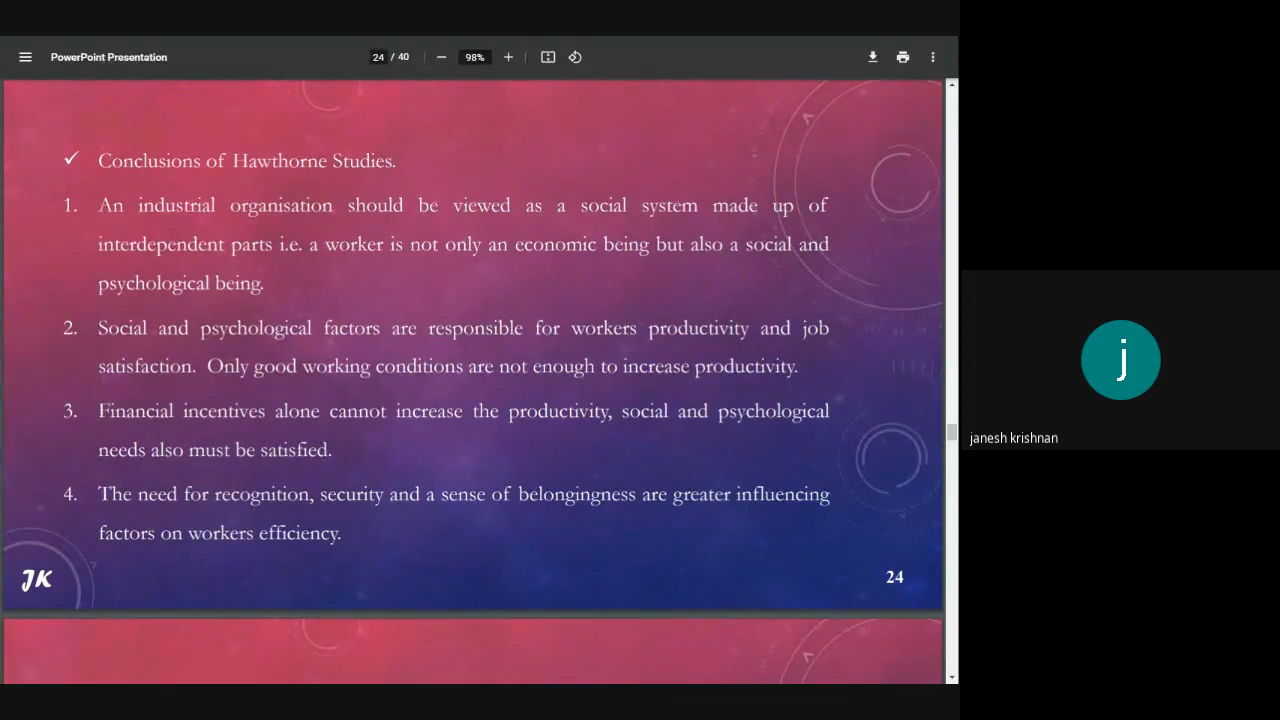 PowerPoint Presentation
24 / 40
98%
✓ Conclusions of Hawthorne Studies.
1. An industrial organisation should be viewed as a social system made up of
interdependent parts i.e. a worker is not only an economic being but also a social and
psychological being.
2. Social and psychological factors are responsible for workers productivity and job
satisfaction. Only good working conditions are not enough to increase productivity.
3. Financial incentives alone cannot increase the productivity, social and psychological
needs also must be satisfied.
4. The need for recognition, security and a sense of belongingness are greater influencing
factors on workers efficiency.
JK
24
j
janesh krishnan